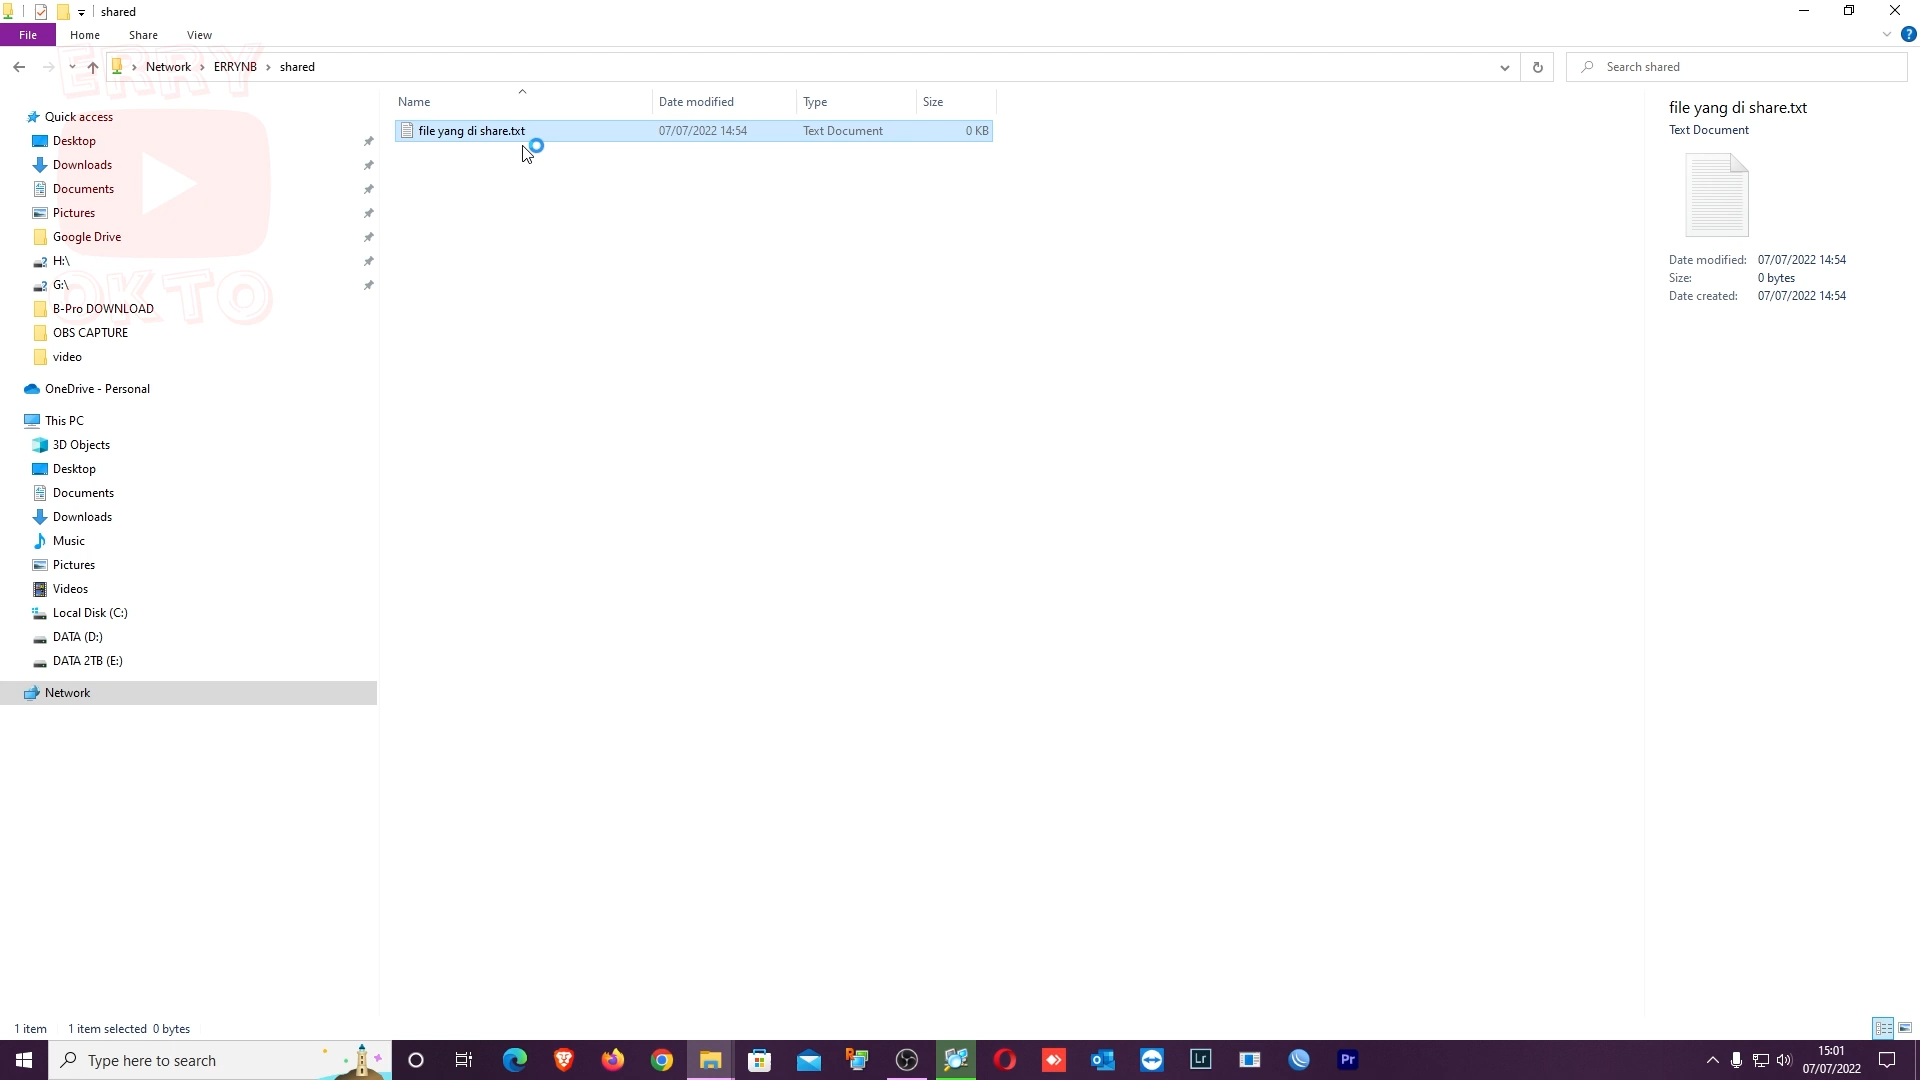 shared
File Home Share View
Network ERRYNB shared
Search shared
ERRY
OKTO
Quick access
Desktop
Downloads
Documents
Pictures
Google Drive
H:\
G:\
B-Pro DOWNLOAD
OBS CAPTURE
video
OneDrive - Personal
This PC
3D Objects
Desktop
Documents
Downloads
Music
Pictures
Videos
Local Disk (C:)
DATA (D:)
DATA 2TB (E:)
Network
Name Date modified Type Size
file yang di share.txt 07/07/2022 14:54 Text Document 0 KB
file yang di share.txt
Text Document
Date modified: 07/07/2022 14:54
Size: 0 bytes
Date created: 07/07/2022 14:54
1 item 1 item selected 0 bytes
Type here to search
Lr
Pr
15:01
07/07/2022